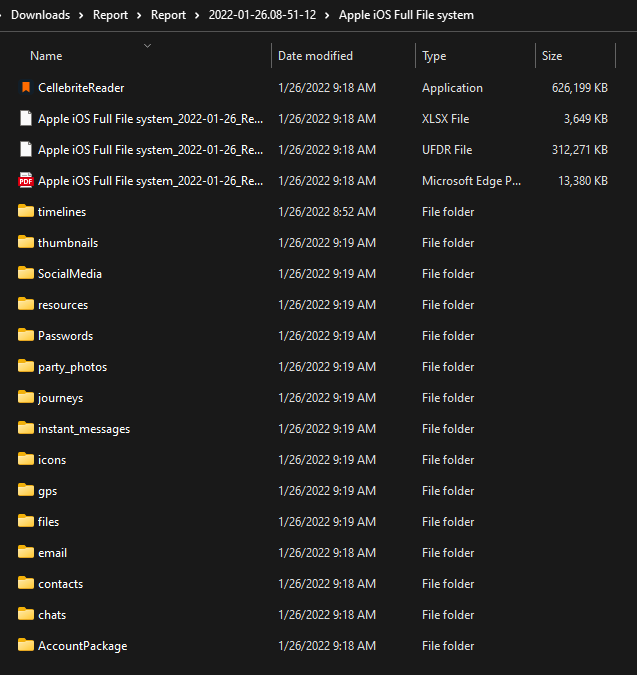 Downloads > Report > Report > 2022-01-26.08-51-12 > Apple iOS Full File system
Name Date modified Type Size
CellebriteReader 1/26/2022 9:18 AM Application 626,199 KB
Apple iOS Full File system_2022-01-26_Re... 1/26/2022 9:18 AM XLSX File 3,649 KB
Apple iOS Full File system_2022-01-26_Re... 1/26/2022 9:18 AM UFDR File 312,271 KB
PDF Apple iOS Full File system_2022-01-26_Re... 1/26/2022 9:18 AM Microsoft Edge P... 13,380 KB
timelines 1/26/2022 8:52 AM File folder
thumbnails 1/26/2022 9:19 AM File folder
SocialMedia 1/26/2022 9:19 AM File folder
resources 1/26/2022 9:19 AM File folder
Passwords 1/26/2022 9:19 AM File folder
party_photos 1/26/2022 9:19 AM File folder
journeys 1/26/2022 9:19 AM File folder
instant_messages 1/26/2022 9:19 AM File folder
icons 1/26/2022 9:19 AM File folder
gps 1/26/2022 9:19 AM File folder
files 1/26/2022 9:19 AM File folder
email 1/26/2022 9:18 AM File folder
contacts 1/26/2022 9:18 AM File folder
chats 1/26/2022 9:18 AM File folder
AccountPackage 1/26/2022 9:18 AM File folder